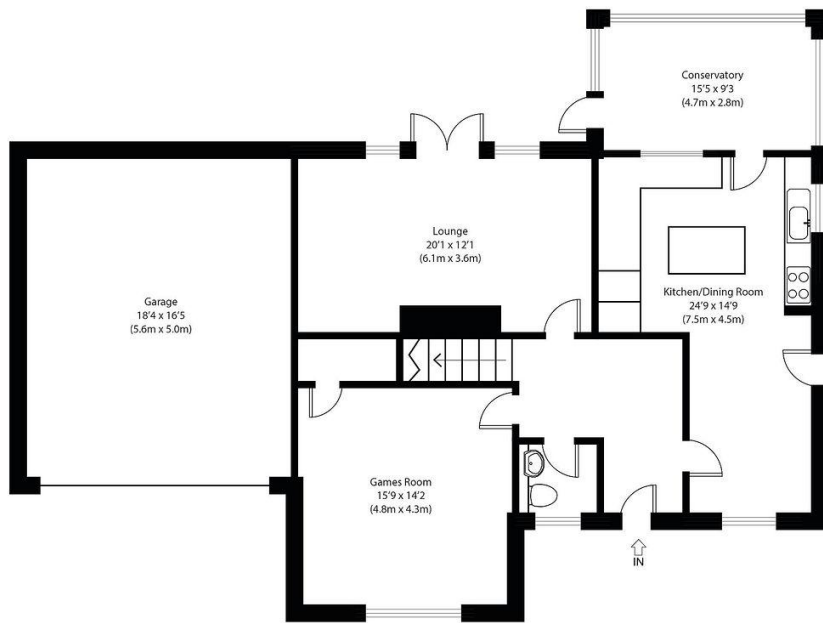 Conservatory
15'5 x 9'3
(4.7m x 2.8m)
Lounge
20'1 x 12'1
(6.1m x 3.6m)
Garage
18'4 x 16'5
(5.6m x 5.0m)
Kitchen/Dining Room
24'9 x 14'9
(7.5m x 4.5m)
Games Room
15'9 x 14'2
(4.8m x 4.3m)
IN